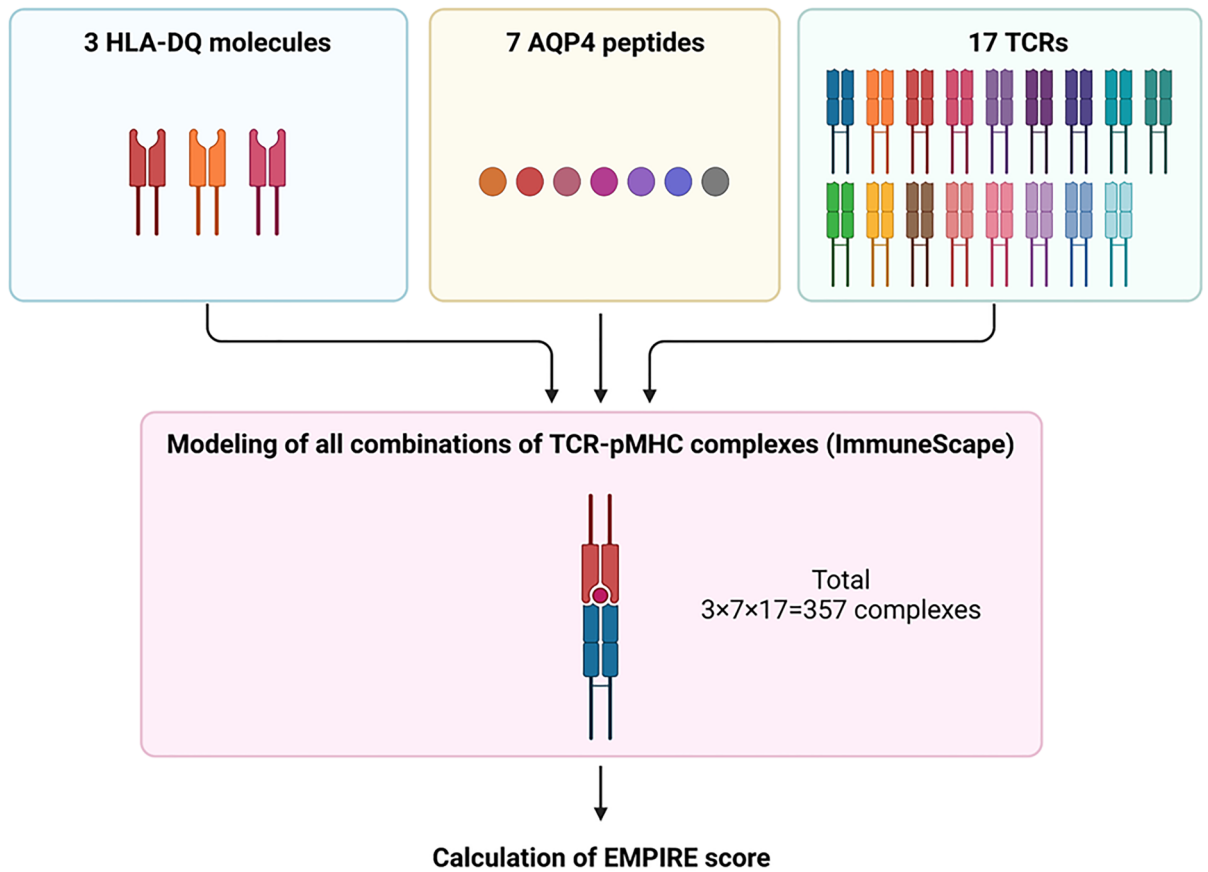 3 HLA-DQ molecules
7 AQP4 peptides
17 TCRs
Modeling of all combinations of TCR-pMHC complexes (ImmuneScape)
Total
3×7×17=357 complexes
Calculation of EMPIRE score